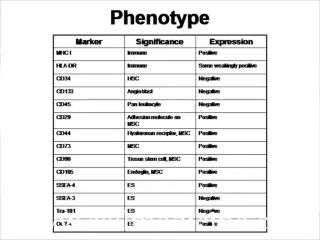 Phenotype
Marker Significance Expression
MHC I Immune Positive
HLA-DR Immune Some weakingly positive
CD34 HSC Negative
CD133 Angioblast Negative
CD45 Pan leukocyte Negative
CD29 Adhesion molecule on MSC Positive
CD44 Hyaluronan receptor, MSC Positive
CD73 MSC Positive
CD90 Tissue stem cell, MSC Positive
CD105 Endoglin, MSC Positive
SSEA-4 ES Positive
SSEA-3 ES Negative
Tra-181 ES Negative
ES Positive